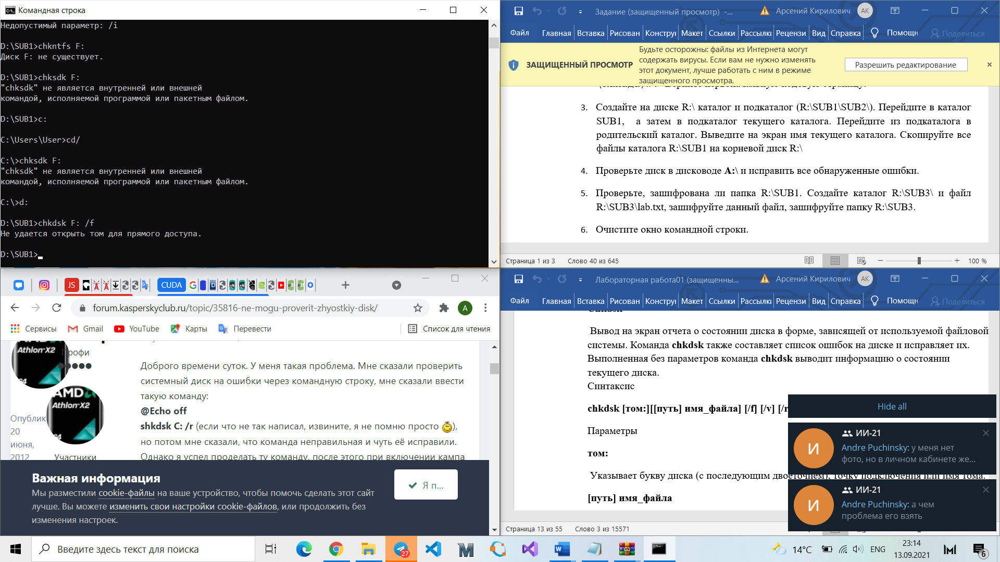 Командная строка
Недопустимый параметр: /i
D:\SUB1>chkntfs F:
Диск F: не существует.
D:\SUB1>chksdk F:
"chksdk" не является внутренней или внешней
командой, исполняемой программой или пакетным файлом.
D:\SUB1>c:
C:\Users\User>cd/
C:\>chksdk F:
"chksdk" не является внутренней или внешней
командой, исполняемой программой или пакетным файлом.
C:\>d:
D:\SUB1>chkdsk F: /f
Не удается открыть том для прямого доступа.
D:\SUB1>
Задание (защищенный просмотр) -...
Арсений Кирилович
АК
Файл Главная Вставка Рисован Констру Макет Ссылки Рассылкı Рецензи Вид Справка Помощн Поделиться
ЗАЩИЩЕННЫЙ ПРОСМОТР
Будьте осторожны: файлы из Интернета могут
содержать вирусы. Если вам не нужно изменять
этот документ, лучше работать с ним в режиме
защищенного просмотра.
Разрешить редактирование
3. Создайте на диске R:\ каталог и подкаталог (R:\SUB1\SUB2\). Перейдите в каталог
SUB1, а затем в подкаталог текущего каталога. Перейдите из подкаталога в
родительский каталог. Выведите на экран имя текущего каталога. Скопируйте все
файлы каталога R:\SUB1 на корневой диск R:\
4. Проверьте диск в дисководе A:\ и исправить все обнаруженные ошибки.
5. Проверьте, зашифрована ли папка R:\SUB1. Создайте каталог R:\SUB3\ и файл
R:\SUB3\lab.txt, зашифруйте данный файл, зашифруйте папку R:\SUB3.
6. Очистите окно командной строки.
Страница 1 из 3 Слово 40 из 645
100 %
JS CUDA
forum.kasperskyclub.ru/topic/35816-ne-mogu-proverit-zhyostkiy-disk/
A
Сервисы Gmail YouTube Карты Перевести Список для чтения
AMD
Athlon X2
Профи
64
AMD
Athlon X2
64
Опублик
20
июня,
2012
Участники
Доброго времени суток. У меня такая проблема. Мне сказали проверить
системный диск на ошибки через командную строку, мне сказали ввести
такую команду:
@Echo off
shkdsk C: /r (если что не так написал, извините, я не помню просто ),
но потом мне сказали, что команда неправильная и чуть её исправили.
Однако я успел проделать ту команду, после этого при включении кампа
Важная информация
Мы разместили cookie-файлы на ваше устройство, чтобы помочь сделать этот сайт
лучше. Вы можете изменить свои настройки cookie-файлов, или продолжить без
изменения настроек.
Я п...
Лабораторная работа01 (защищенны...
Арсений Кирилович
АК
Файл Главная Вставка Рисован Констру Макет Ссылки Рассылкı Рецензи Вид Справка Помощн Поделиться
Chkdsk
Вывод на экран отчета о состоянии диска в форме, зависящей от используемой файловой
системы. Команда chkdsk также составляет список ошибок на диске и исправляет их.
Выполненная без параметров команда chkdsk выводит информацию о состоянии
текущего диска.
Синтаксис
chkdsk [том:][[путь] имя_файла] [/f] [/v] [/r
Параметры
том:
Указывает букву диска (с последующим двоеточием), точку подключения или имя тома.
[путь] имя_файла
Страница 13 из 55 Слово 3 из 15571
Hide all
И
ИИ-21
Andre Puchinsky: у меня нет
фото, но в личном кабинете же...
И
ИИ-21
Andre Puchinsky: а чем
проблема его взять
Введите здесь текст для поиска
27
14°C
ENG
23:14
13.09.2021
6